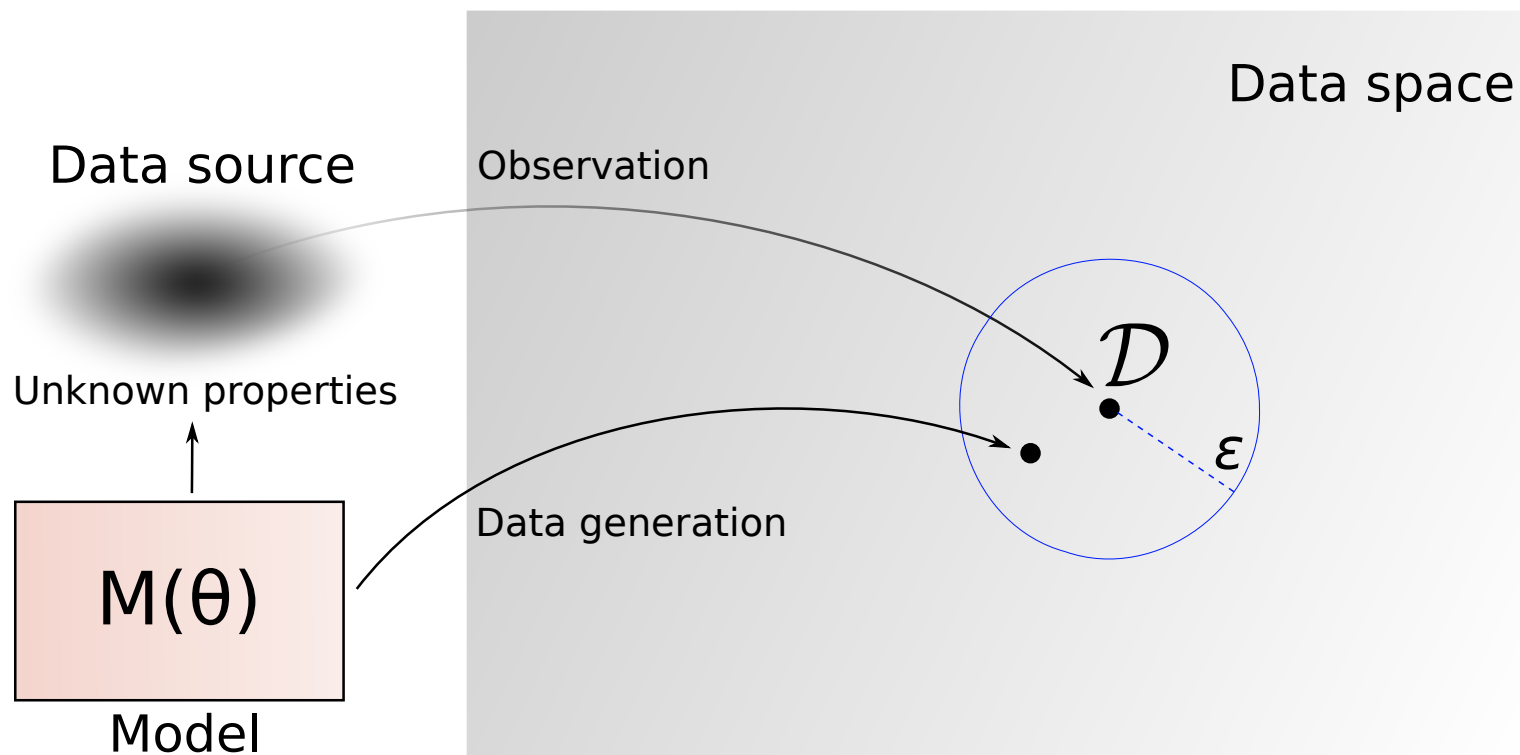 Data space
Data source
Observation
𝒟
Unknown properties
ε
Data generation
M(θ)
Model